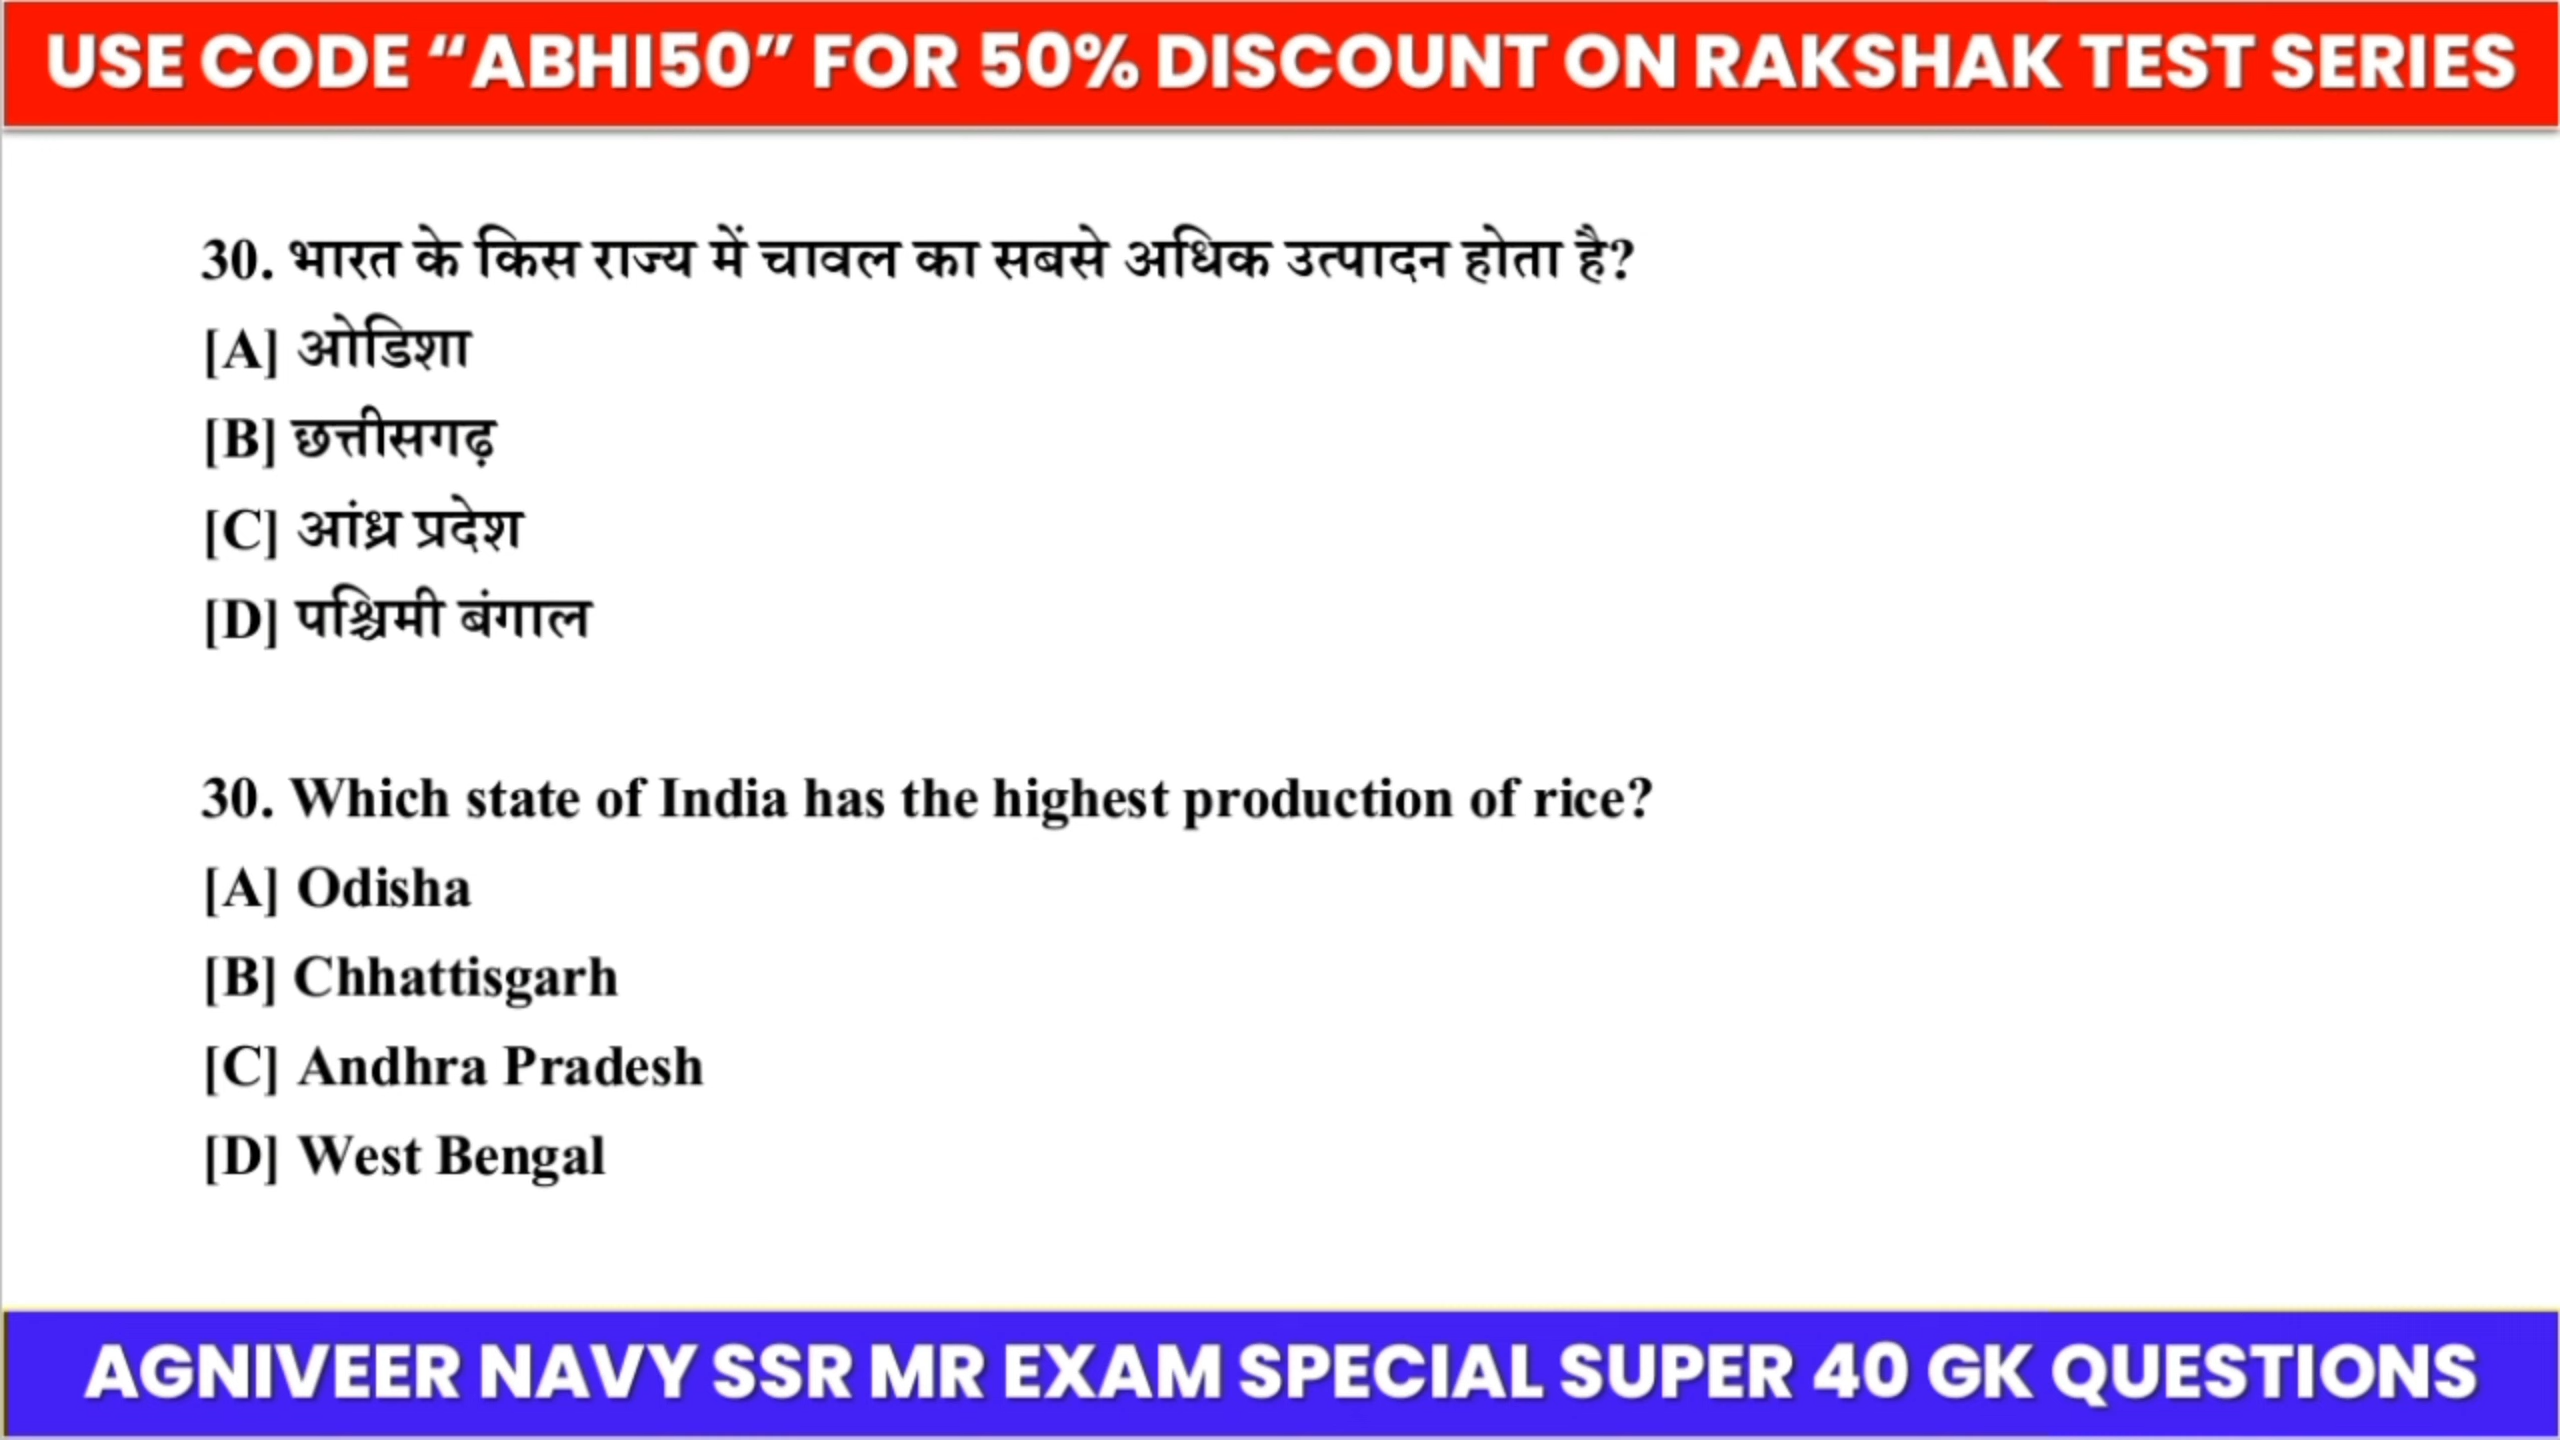 USE CODE “ABHI50” FOR 50% DISCOUNT ON RAKSHAK TEST SERIES
30. भारत के किस राज्य में चावल का सबसे अधिक उत्पादन होता है?
[A] ओडिशा
[B] छत्तीसगढ़
[C] आंध्र प्रदेश
[D] पश्चिमी बंगाल
30. Which state of India has the highest production of rice?
[A] Odisha
[B] Chhattisgarh
[C] Andhra Pradesh
[D] West Bengal
AGNIVEER NAVY SSR MR EXAM SPECIAL SUPER 40 GK QUESTIONS